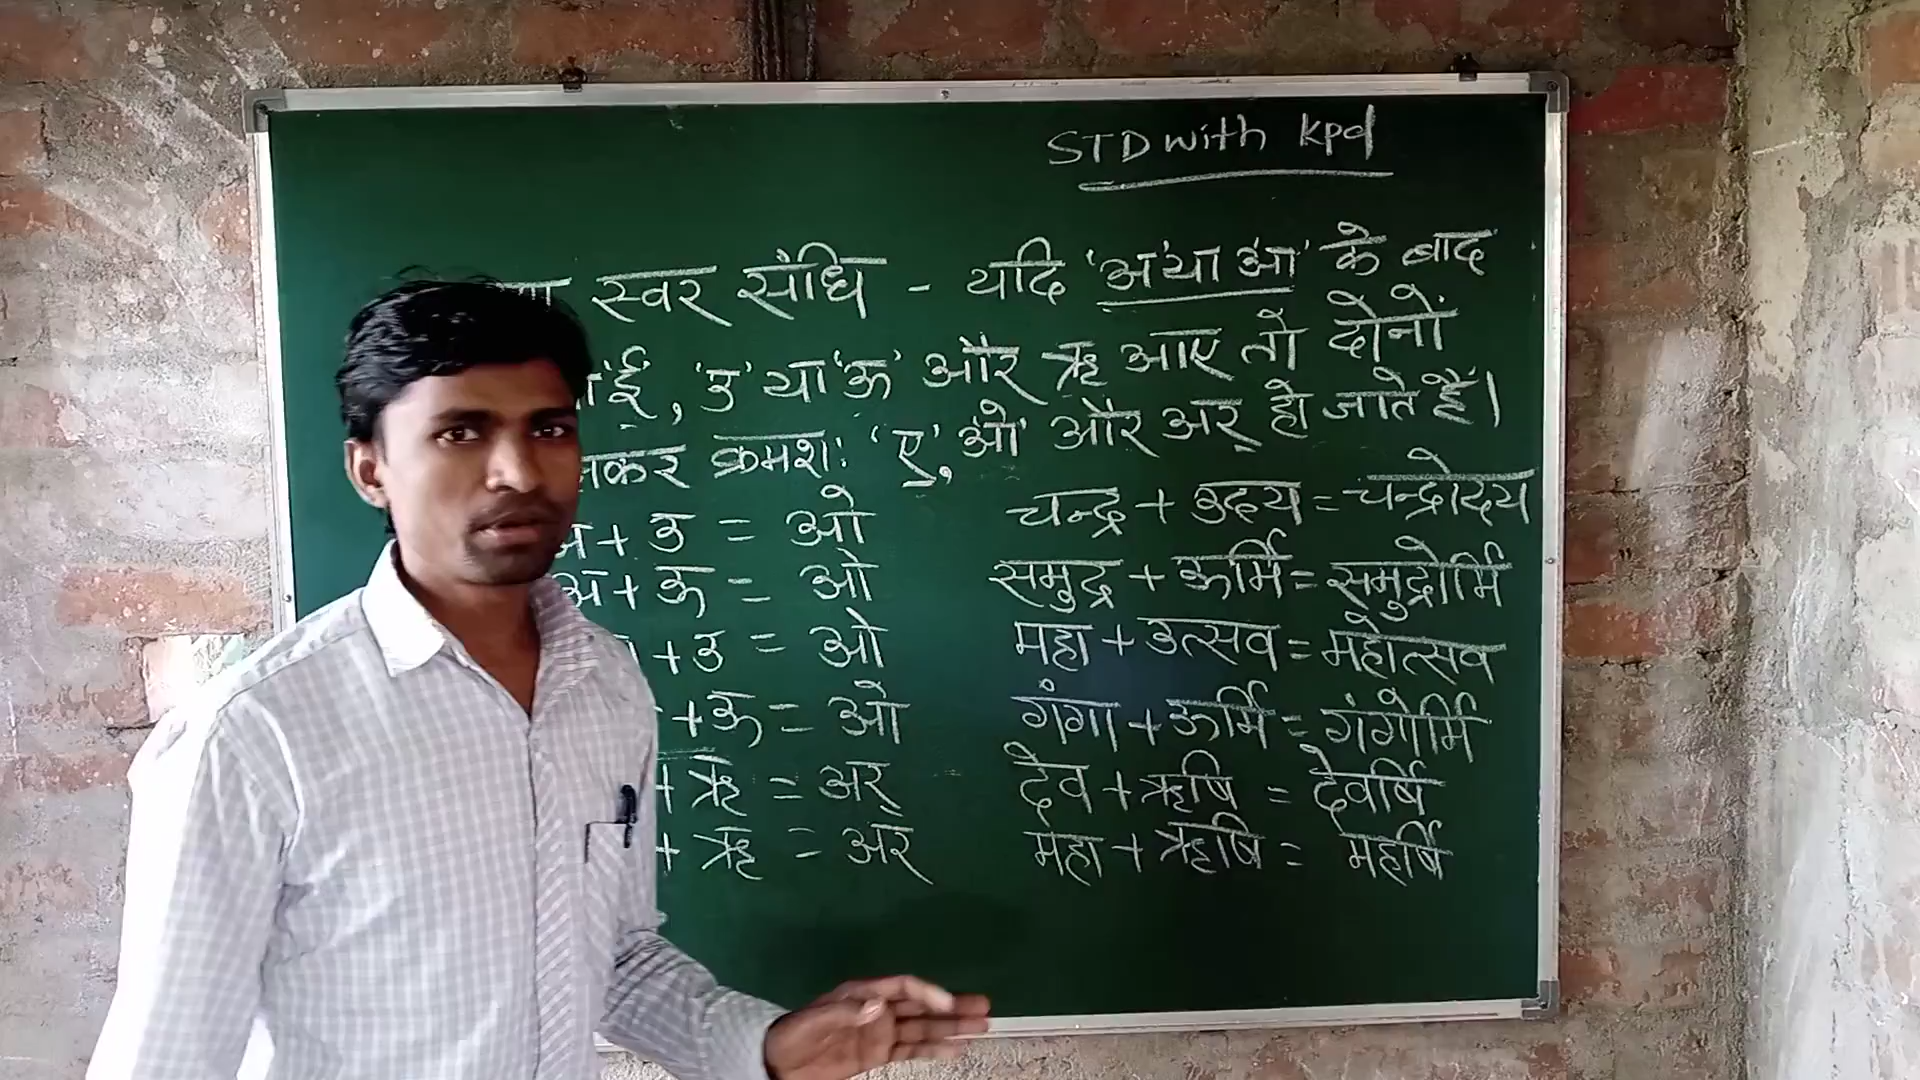 STD with kpd
स्वर संधि - यदि 'अ'या'आ' के बाद
'ई', 'उ' या 'ऊ' और ऋ आए तो दोनों
क्रमश: 'ए', 'ओ' और अर् हो जाते हैं।
अ + उ = ओ चन्द्र + उदय = चन्द्रोदय
अ + ऊ = ओ समुद्र + ऊर्मि = समुद्रोर्मि
+ उ = ओ महा + उत्सव = महोत्सव
+ ऊ = ओ गंगा + ऊर्मि = गंगोर्मि
+ ऋ = अर् देव + ऋषि = देवर्षि
+ ऋ = अर महा + ऋषि = महर्षि